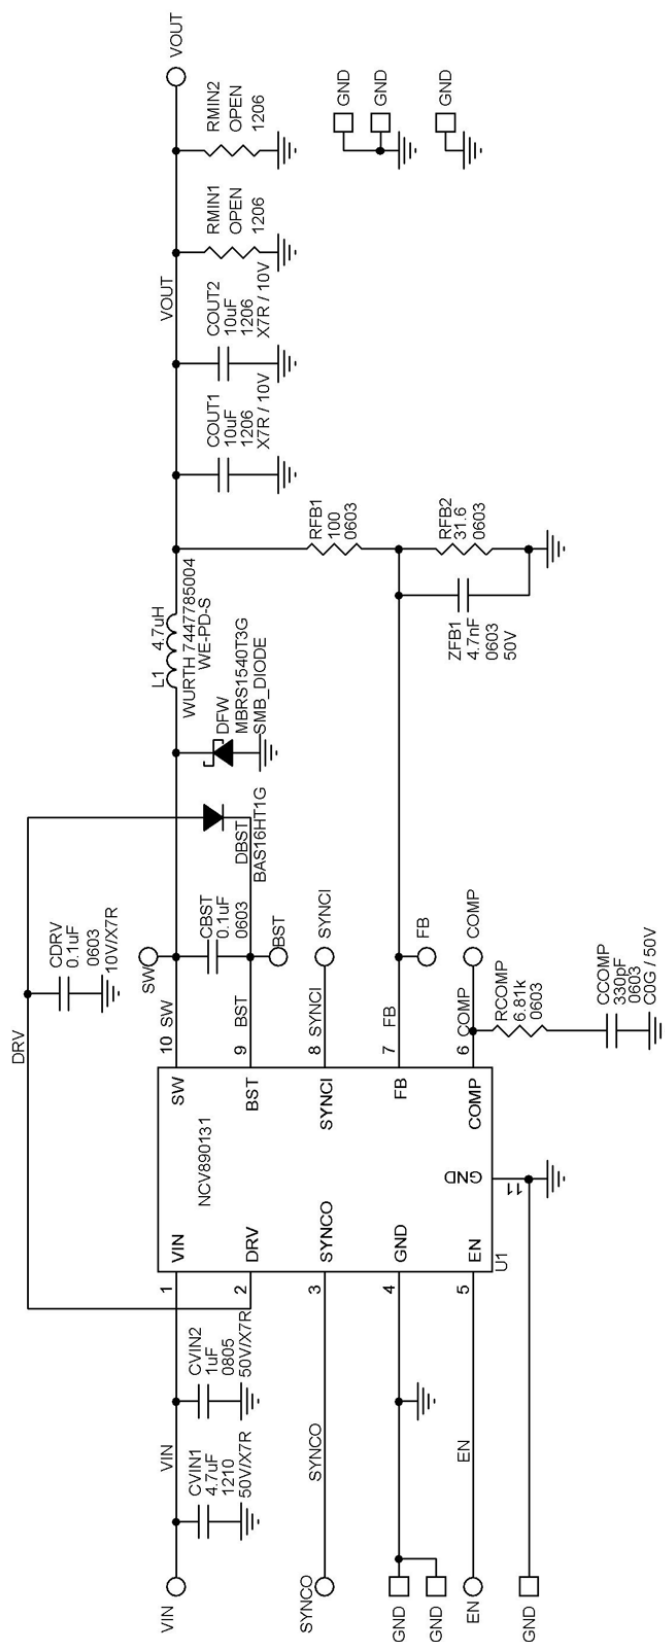 DRV
CDRV
0.1uF
0603
10V/X7R
VIN
VIN
CVIN1
4.7uF
1210
50V/X7R
CVIN2
1uF
0805
50V/X7R
1
VIN
2
DRV
SYNCO
SYNCO
3
SYNCO
GND
GND
4
GND
EN
EN
5
EN
GND
NCV890131
U1
GND
11
SW
10
SW
SW
BST
9
BST
BST
CBST
0.1uF
0603
DBST
BAS16HT1G
SYNCI
8
SYNCI
SYNCI
FB
7
FB
FB
COMP
6
COMP
COMP
RCOMP
6.81k
0603
CCOMP
330pF
0603
C0G / 50V
DFW
MBRS1540T3G
SMB_DIODE
L1
4.7uH
WURTH 7447785004
WE-PD-S
RFB1
100
0603
ZFB1
4.7nF
0603
50V
RFB2
31.6
0603
COUT1
10uF
1206
X7R / 10V
COUT2
10uF
1206
X7R / 10V
VOUT
RMIN1
OPEN
1206
RMIN2
OPEN
1206
VOUT
GND
GND
GND